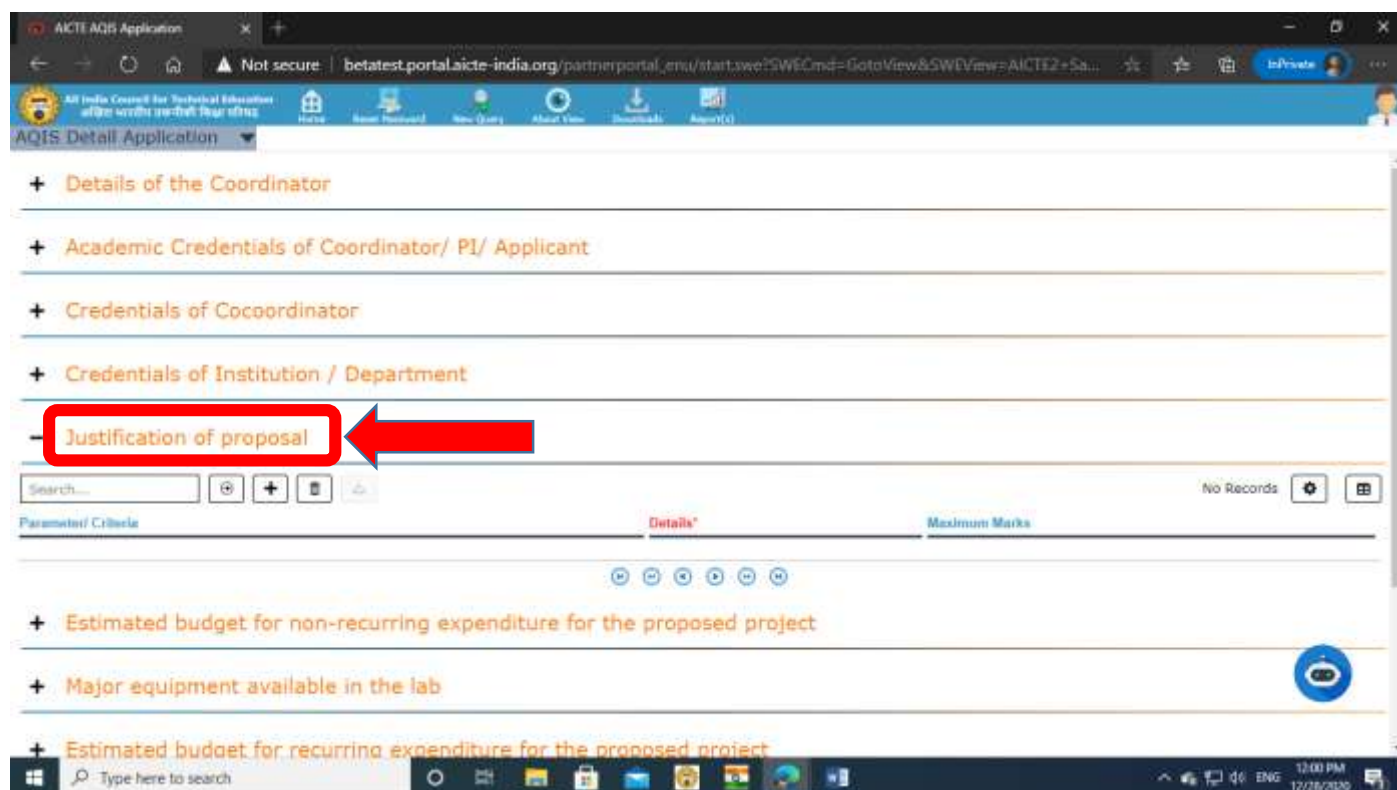 AICTE AQIS Application
Not secure betatest.portal.aicte-india.org/partnerportal_enu/start.swe?SWECmd=GotoView&SWEView=AICTE2+Sa...
InPrivate
All India Council for Technical Education
Home Reset Password New Query About View Downloads Report(s)
AQIS Detail Application
+ Details of the Coordinator
+ Academic Credentials of Coordinator/ PI/ Applicant
+ Credentials of Cocoordinator
+ Credentials of Institution / Department
− Justification of proposal
Search... No Records
Parameter/ Criteria Details* Maximum Marks
+ Estimated budget for non-recurring expenditure for the proposed project
+ Major equipment available in the lab
+ Estimated budget for recurring expenditure for the proposed project
Type here to search ENG 12:00 PM
12/28/2020